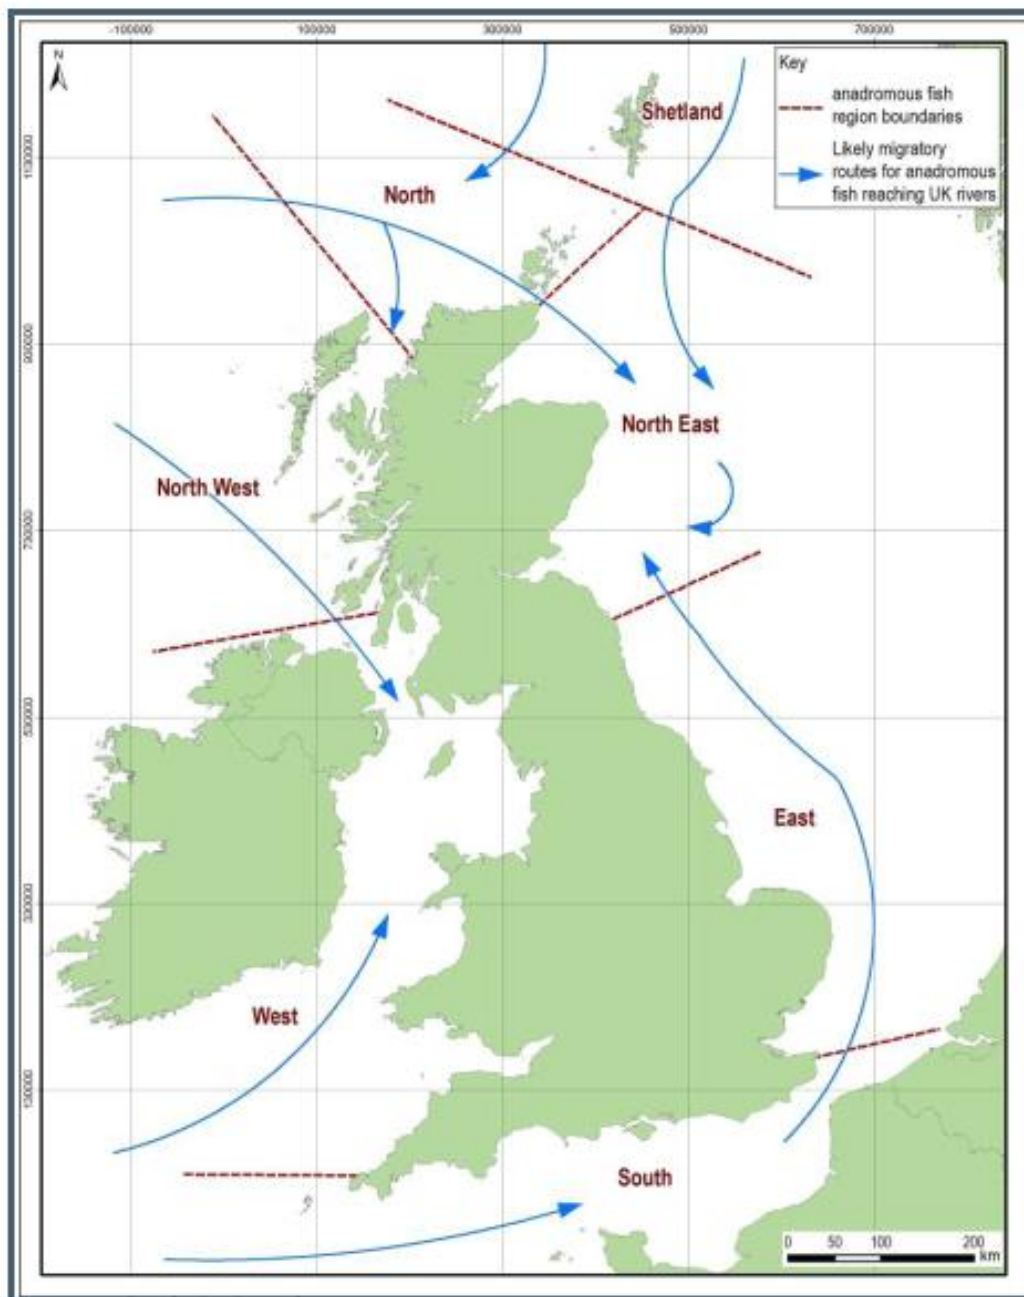 -100000 100000 300000 500000 700000
N
Key
anadromous fish
region boundaries
Likely migratory
routes for anadromous
fish reaching UK rivers
Shetland
1100000
North
900000
North East
North West
700000
500000
East
300000
West
100000
South
0 50 100 200
km